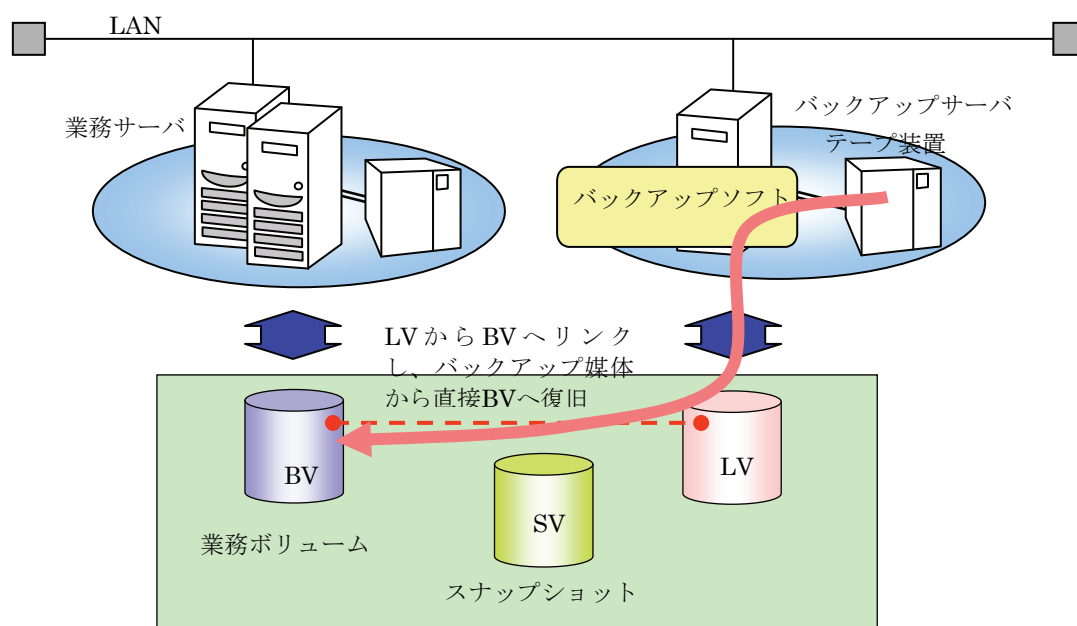 LAN
業務サーバ
バックアップサーバ
テープ装置
バックアップソフト
LVからBVへリンク
し、バックアップ媒体
から直接BVへ復旧
BV
LV
SV
業務ボリューム
スナップショット